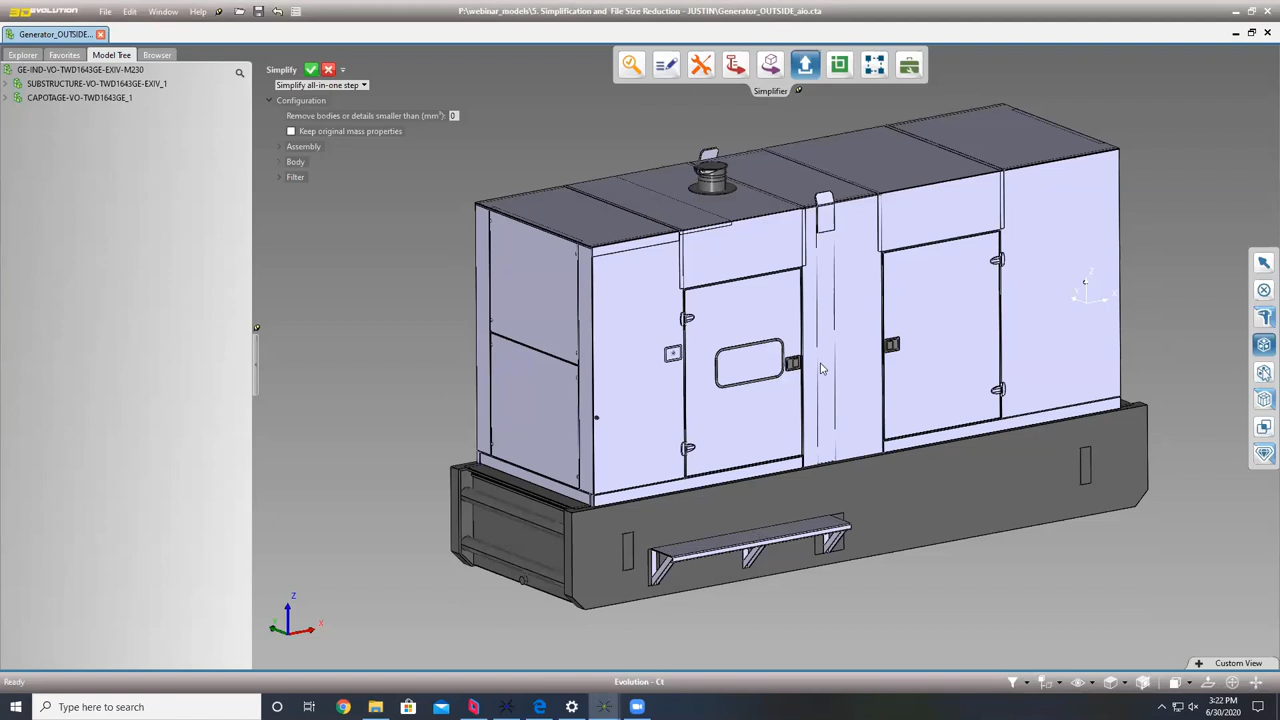 3DEVOLUTION File Edit Window Help P:\webinar_models\5. Simplification and File Size Reduction - JUSTIN\Generator_OUTSIDE_aio.cta
Generator_OUTSIDE...
Explorer Favorites Model Tree Browser
GE-IND-VO-TWD1643GE-EXIV-M230
SUBSTRUCTURE-VO-TWD1643GE-EXIV_1
CAPOTAGE-VO-TWD1643GE_1
Simplify
Simplify all-in-one step
Configuration
Remove bodies or details smaller than (mm³): 0
Keep original mass properties
Assembly
Body
Filter
Simplifier
Z
Y X
Z
Y X
Custom View
Ready Evolution - Ct
Type here to search
3:22 PM
6/30/2020